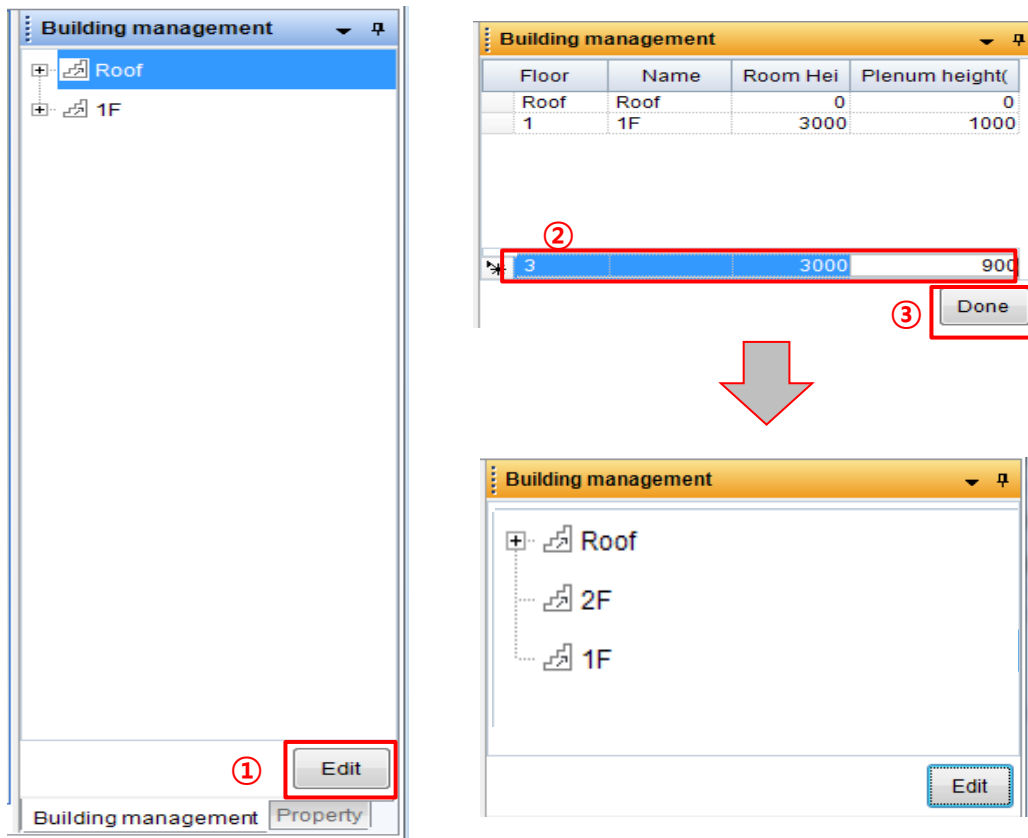 Building management
Roof
1F
① Edit
Building management Property
Building management
Floor Name Room Hei Plenum height(
Roof Roof 0 0
1 1F 3000 1000
②
3 3000 900
③ Done
Building management
Roof
2F
1F
Edit